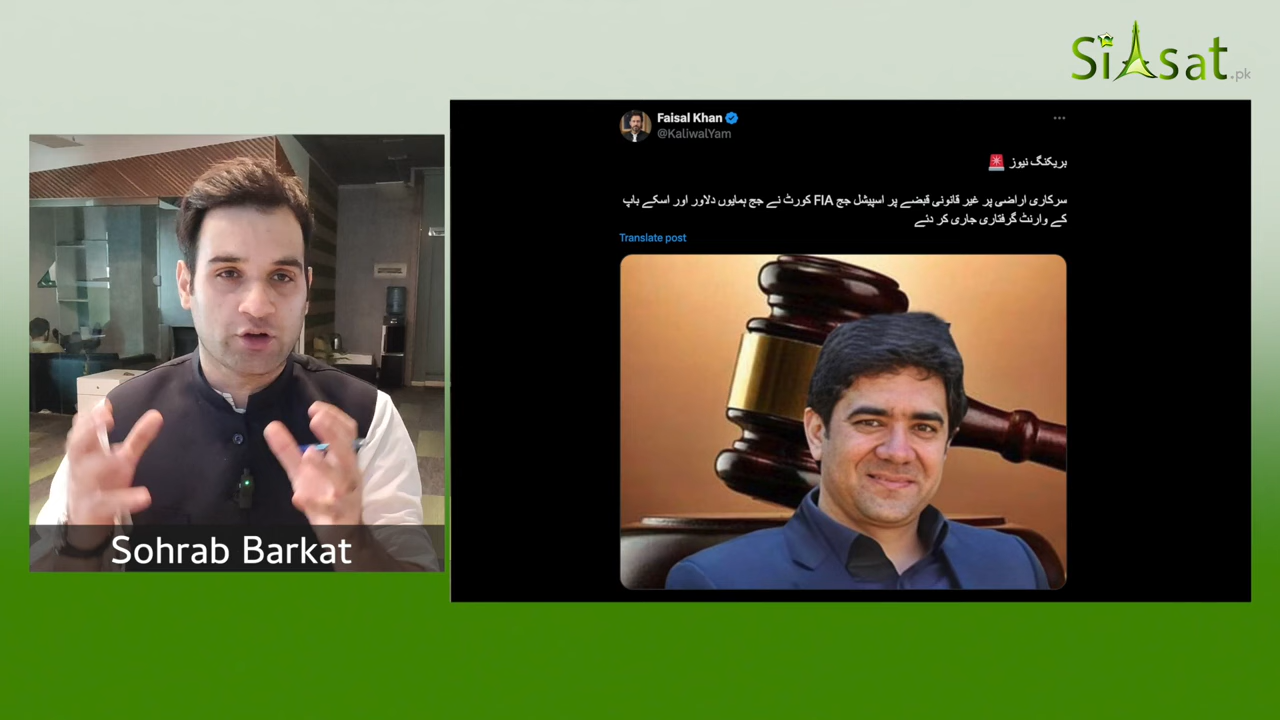 SiAsat.pk
Faisal Khan
@KaliwalYam
بریکنگ نیوز
سرکاری اراضی پر غیر قانونی قبضے پر اسپیشل جج FIA کورٹ نے جج ہمایوں دلاور اور اسکے باپ
کے وارنٹ گرفتاری جاری کر دئے
Translate post
Sohrab Barkat